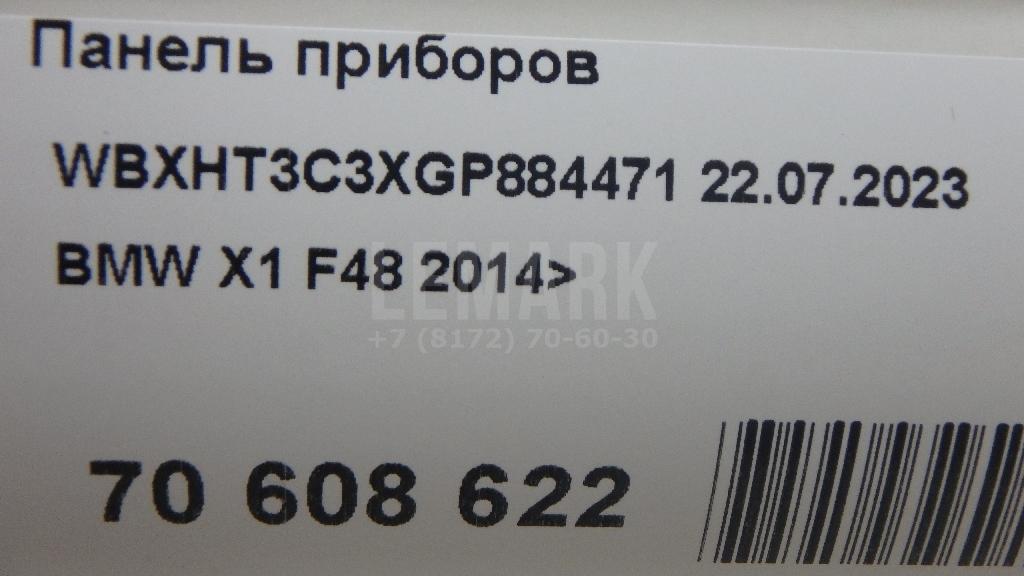 Панель приборов
WBXHT3C3XGP884471 22.07.2023
BMW X1 F48 2014>
LEMARK
+7 (8172) 70-60-30
70 608 622